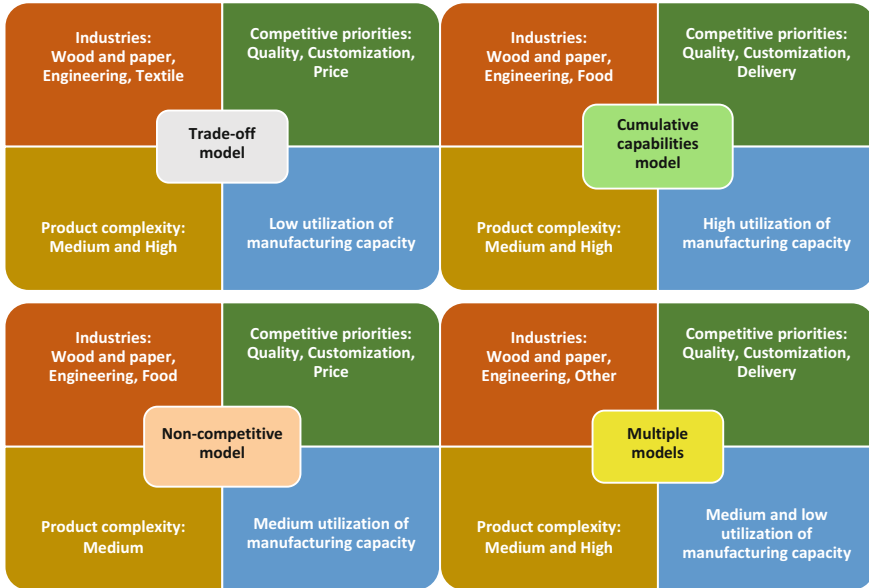 Industries:
Wood and paper,
Engineering, Textile
Competitive priorities:
Quality, Customization,
Price
Trade-off
model
Product complexity:
Medium and High
Low utilization of
manufacturing capacity
Industries:
Wood and paper,
Engineering, Food
Competitive priorities:
Quality, Customization,
Delivery
Cumulative
capabilities
model
Product complexity:
Medium and High
High utilization of
manufacturing capacity
Industries:
Wood and paper,
Engineering, Food
Competitive priorities:
Quality, Customization,
Price
Non-competitive
model
Product complexity:
Medium
Medium utilization of
manufacturing capacity
Industries:
Wood and paper,
Engineering, Other
Competitive priorities:
Quality, Customization,
Delivery
Multiple
models
Product complexity:
Medium and High
Medium and low
utilization of
manufacturing capacity